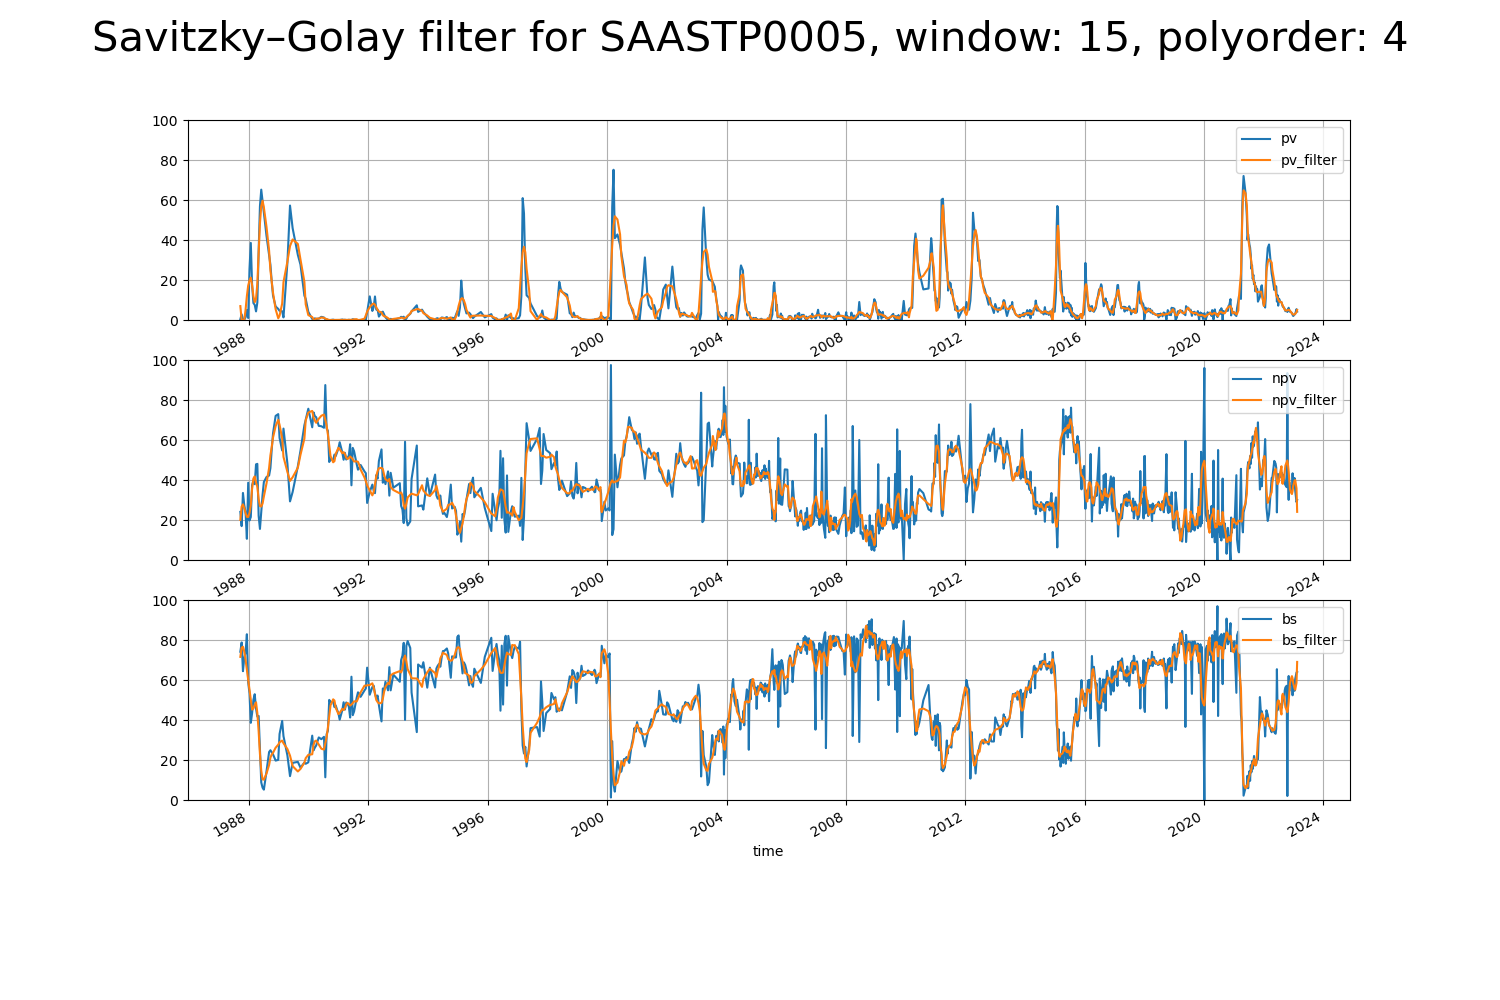 Savitzky–Golay filter for SAASTP0005, window: 15, polyorder: 4
100
80
60
40
20
0
pv
pv_filter
1988 1992 1996 2000 2004 2008 2012 2016 2020 2024
100
80
60
40
20
0
npv
npv_filter
1988 1992 1996 2000 2004 2008 2012 2016 2020 2024
100
80
60
40
20
0
bs
bs_filter
1988 1992 1996 2000 2004 2008 2012 2016 2020 2024
time